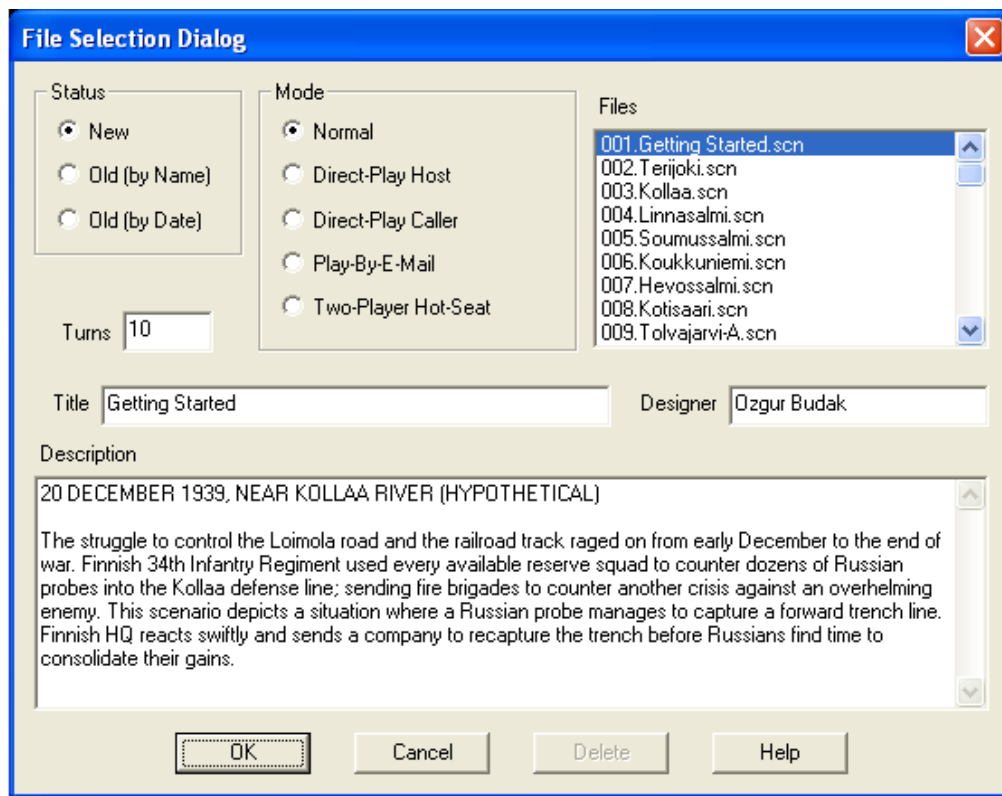 File Selection Dialog
Status
New
Old (by Name)
Old (by Date)
Turns 10
Mode
Normal
Direct-Play Host
Direct-Play Caller
Play-By-E-Mail
Two-Player Hot-Seat
Files
001.Getting Started.scn
002.Terijoki.scn
003.Kollaa.scn
004.Linnasalmi.scn
005.Soumussalmi.scn
006.Koukkuniemi.scn
007.Hevossalmi.scn
008.Kotisaari.scn
009.Tolvajarvi-A.scn
Title Getting Started
Designer Ozgur Budak
Description
20 DECEMBER 1939, NEAR KOLLAA RIVER (HYPOTHETICAL)
The struggle to control the Loimola road and the railroad track raged on from early December to the end of
war. Finnish 34th Infantry Regiment used every available reserve squad to counter dozens of Russian
probes into the Kollaa defense line; sending fire brigades to counter another crisis against an overhelming
enemy. This scenario depicts a situation where a Russian probe manages to capture a forward trench line.
Finnish HQ reacts swiftly and sends a company to recapture the trench before Russians find time to
consolidate their gains.
OK Cancel Delete Help